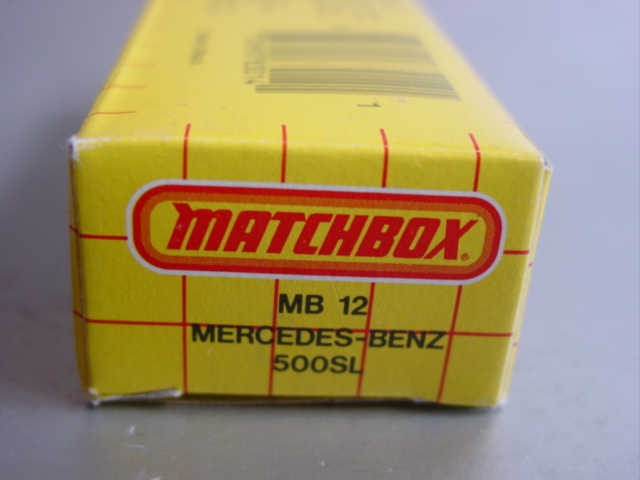 MATCHBOX®
MB 12
MERCEDES-BENZ
500SL